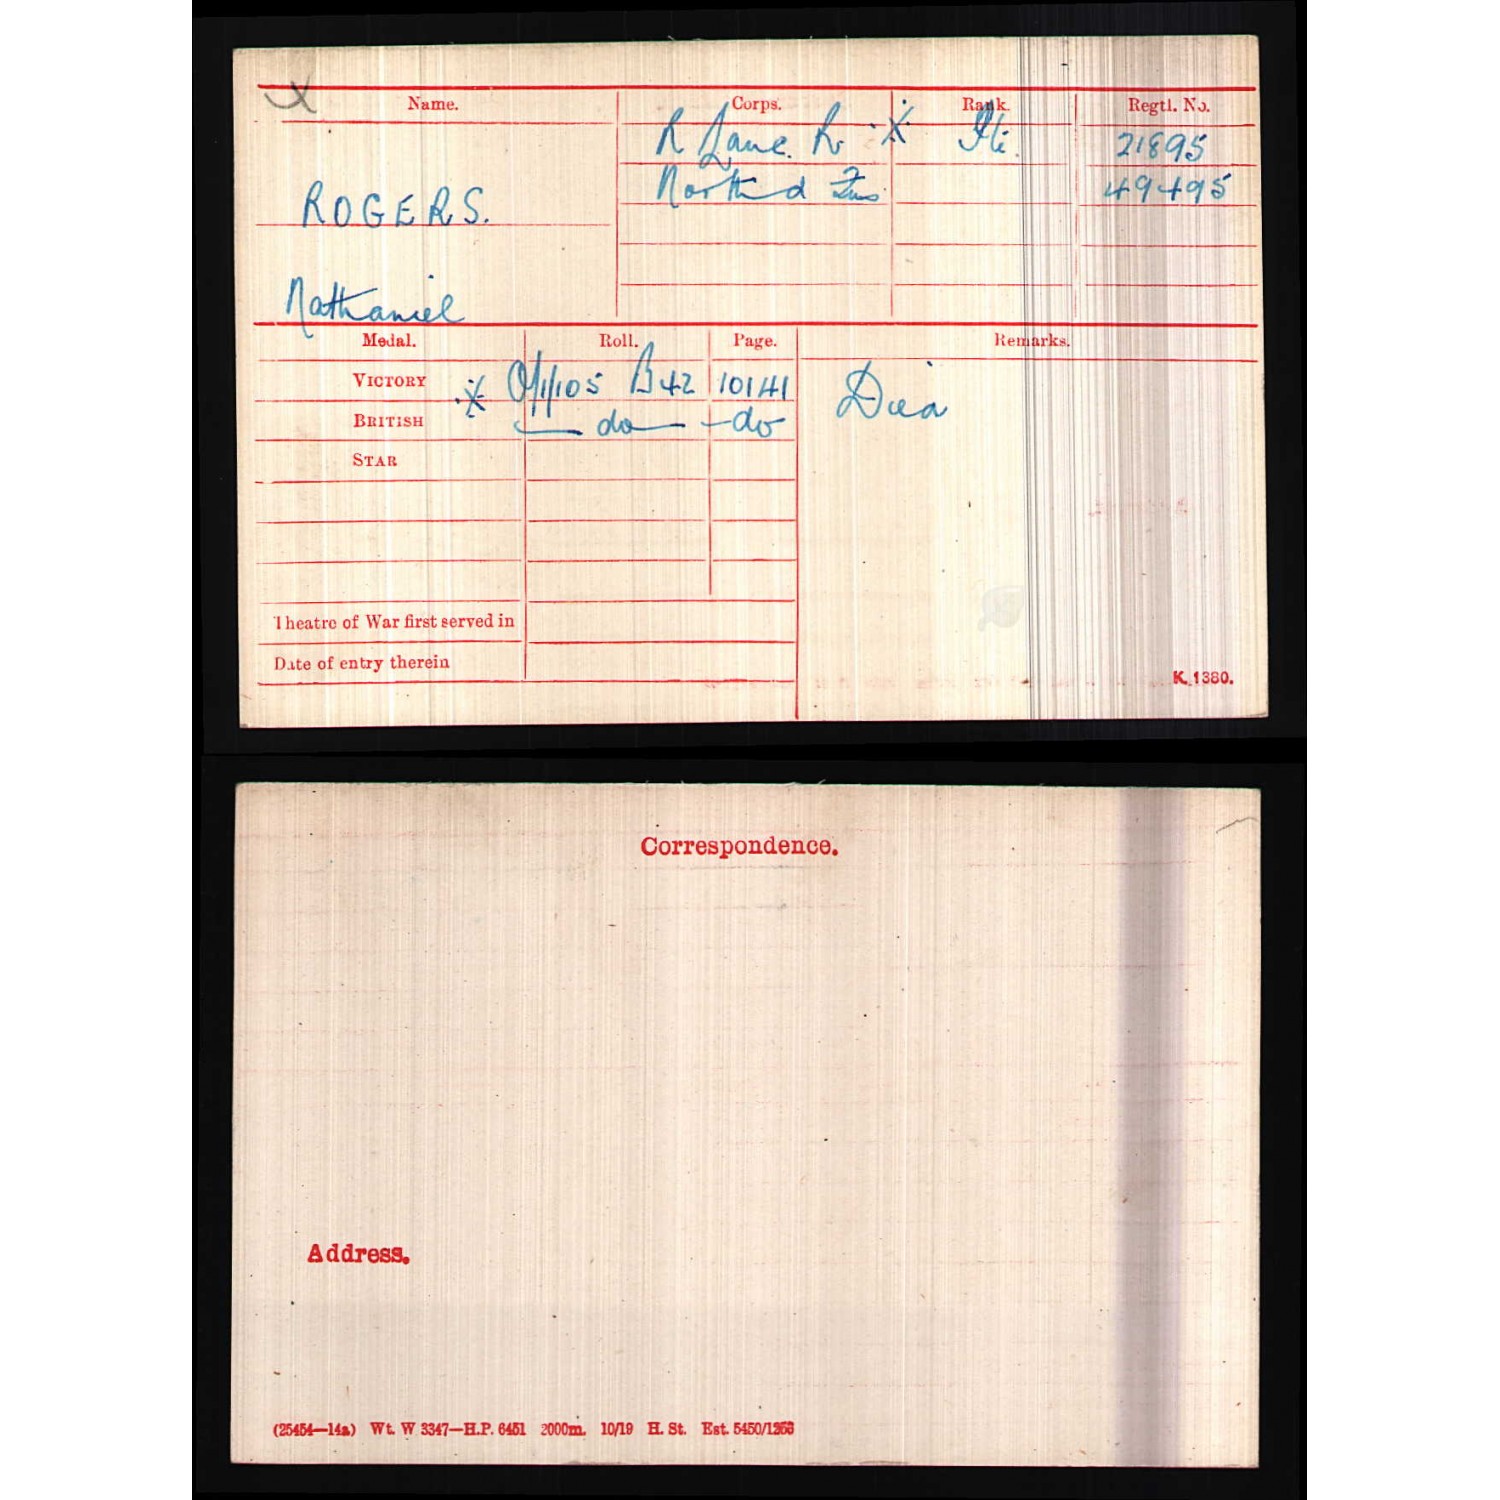 Name. Corps. Rank. Regtl. No.
R Lanc. R. Pte. 21895
North'd Fus 49495
ROGERS.
Nathaniel
Medal. Roll. Page. Remarks.
VICTORY O/1/105 B42 10141 Died
BRITISH do do
STAR
Theatre of War first served in
Date of entry therein
K. 1380.
Correspondence.
Address.
(25454—14a) Wt. W 3347—H.P. 6451 2000m. 10/19 H. St. Est. 5450/1253